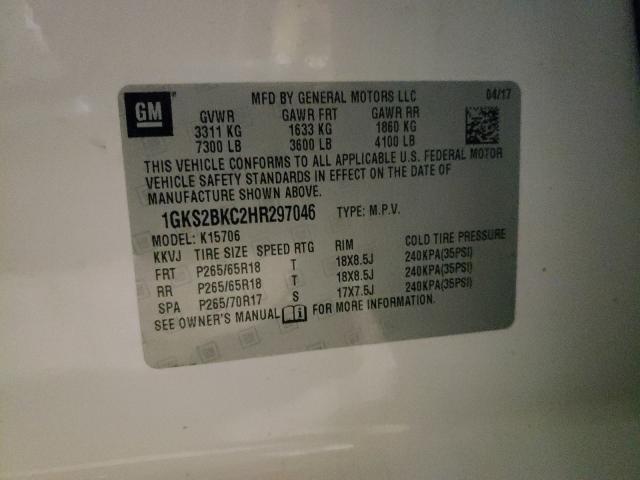 GM
MFD BY GENERAL MOTORS LLC 04/17
GVWR GAWR FRT GAWR RR
3311 KG 1633 KG 1860 KG
7300 LB 3600 LB 4100 LB
THIS VEHICLE CONFORMS TO ALL APPLICABLE U.S. FEDERAL MOTOR
VEHICLE SAFETY STANDARDS IN EFFECT ON THE DATE OF
MANUFACTURE SHOWN ABOVE.
1GKS2BKC2HR297046 TYPE: M.P.V.
MODEL: K15706
KKVJ TIRE SIZE SPEED RTG RIM COLD TIRE PRESSURE
FRT P265/65R18 T 18X8.5J 240KPA(35PSI)
RR P265/65R18 T 18X8.5J 240KPA(35PSI)
SPA P265/70R17 S 17X7.5J 240KPA(35PSI)
SEE OWNER'S MANUAL FOR MORE INFORMATION.